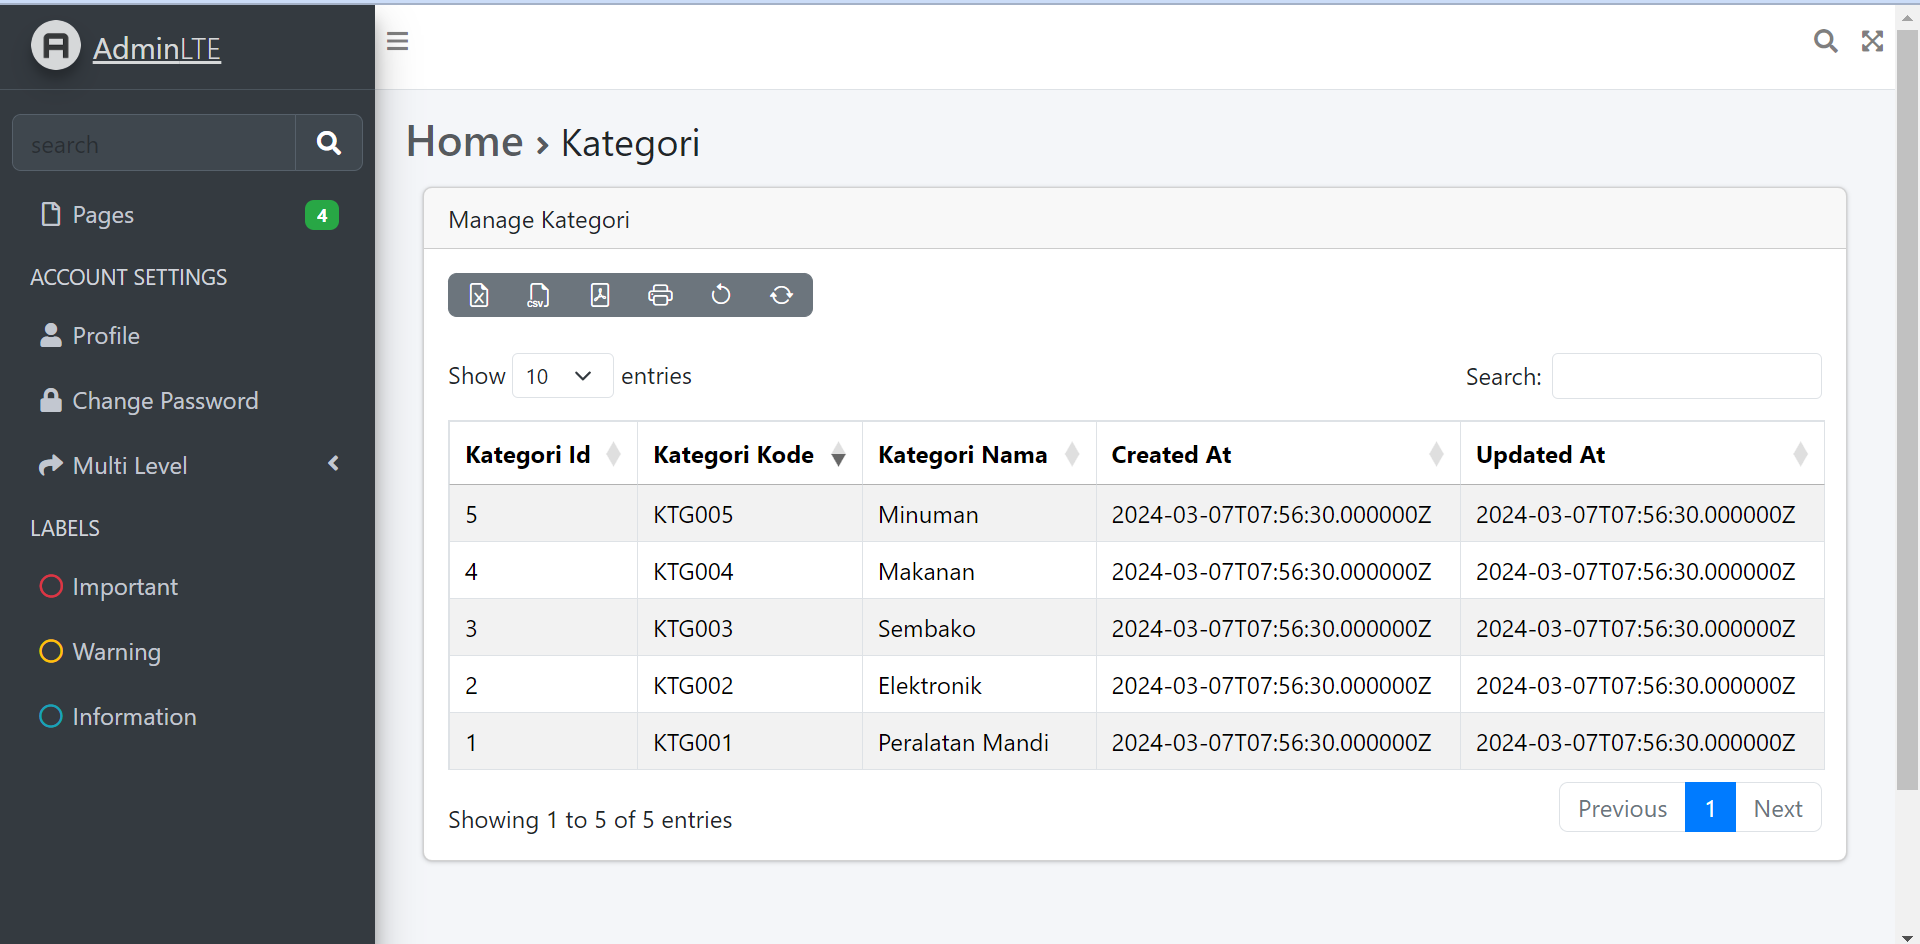 AdminLTE
search
Pages 4
ACCOUNT SETTINGS
Profile
Change Password
Multi Level
LABELS
Important
Warning
Information
Home › Kategori
Manage Kategori
CSV
Show 10 entries
Search:
Kategori Id Kategori Kode Kategori Nama Created At Updated At
5 KTG005 Minuman 2024-03-07T07:56:30.000000Z 2024-03-07T07:56:30.000000Z
4 KTG004 Makanan 2024-03-07T07:56:30.000000Z 2024-03-07T07:56:30.000000Z
3 KTG003 Sembako 2024-03-07T07:56:30.000000Z 2024-03-07T07:56:30.000000Z
2 KTG002 Elektronik 2024-03-07T07:56:30.000000Z 2024-03-07T07:56:30.000000Z
1 KTG001 Peralatan Mandi 2024-03-07T07:56:30.000000Z 2024-03-07T07:56:30.000000Z
Showing 1 to 5 of 5 entries
Previous 1 Next